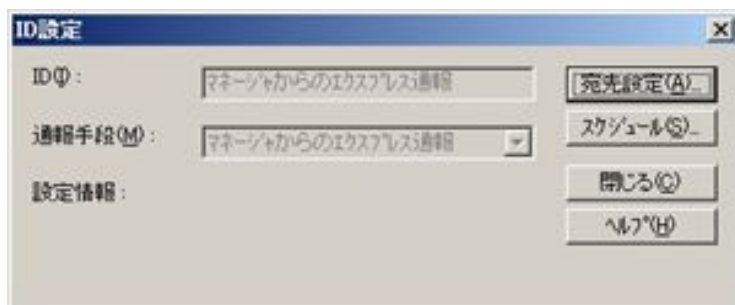 ID設定
ID(I) :
マネージャからのエクスプレス通報
宛先設定(A)...
通報手段(M) :
マネージャからのエクスプレス通報
スケジュール(S)...
設定情報 :
閉じる(C)
ヘルプ(H)